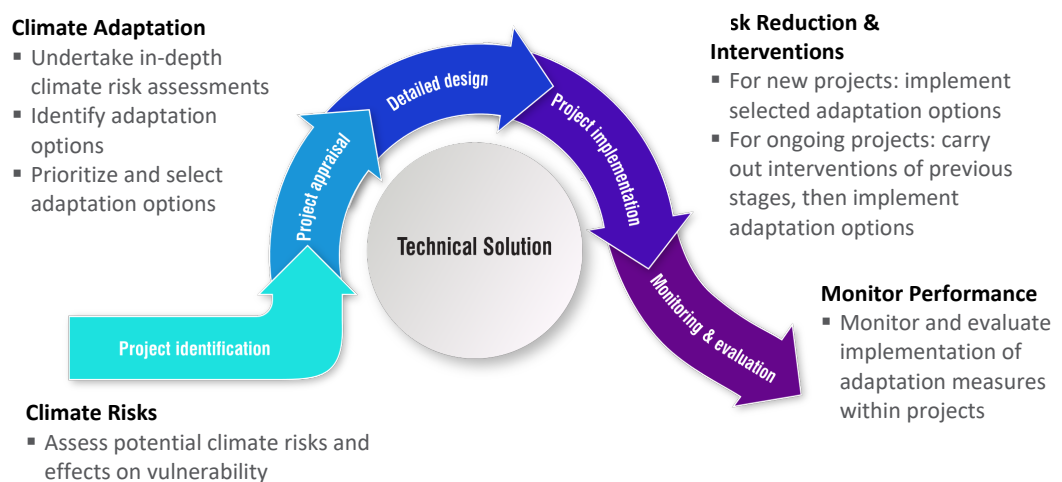 Climate Adaptation
▪ Undertake in-depth
climate risk assessments
▪ Identify adaptation
options
▪ Prioritize and select
adaptation options
sk Reduction &
Interventions
▪ For new projects: implement
selected adaptation options
▪ For ongoing projects: carry
out interventions of previous
stages, then implement
adaptation options
Project identification
Project appraisal
Detailed design
Project implementation
Monitoring & evaluation
Technical Solution
Monitor Performance
▪ Monitor and evaluate
implementation of
adaptation measures
within projects
Climate Risks
▪ Assess potential climate risks and
effects on vulnerability